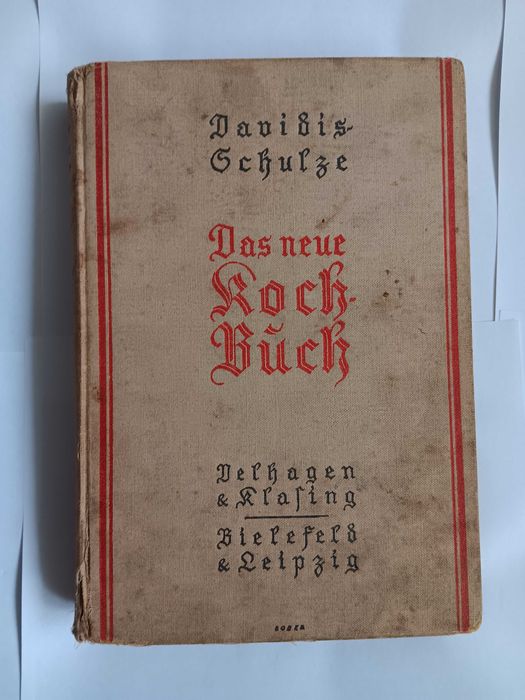 Davidis-
Schulze
Das neue
Koch-
Buch
Velhagen
& Klaſing
Bielefeld
& Leipzig